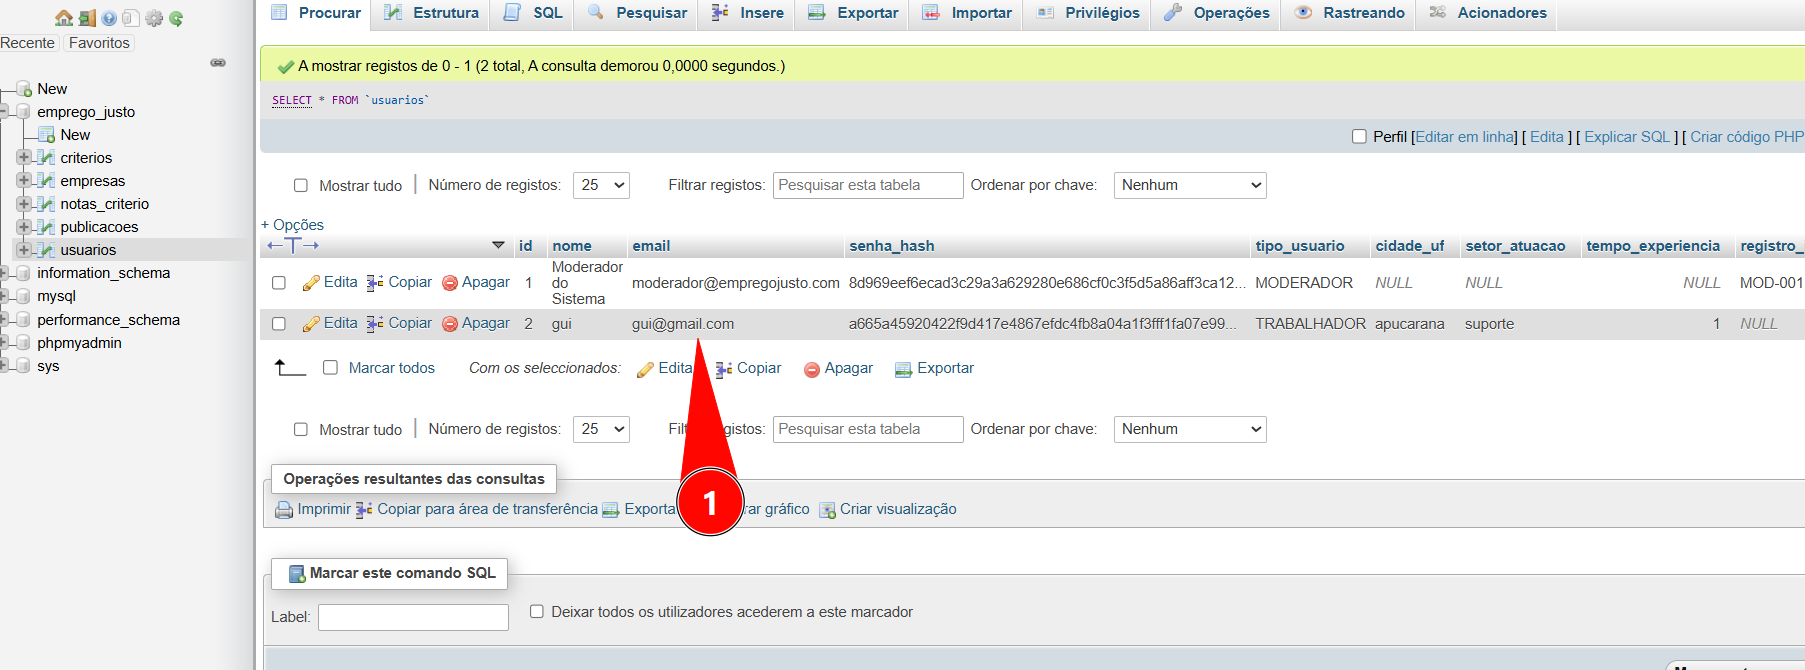 Procurar Estrutura SQL Pesquisar Insere Exportar Importar Privilégios Operações Rastreando Acionadores
Recente Favoritos
New
emprego_justo
New
criterios
empresas
notas_criterio
publicacoes
usuarios
information_schema
mysql
performance_schema
phpmyadmin
sys
A mostrar registos de 0 - 1 (2 total, A consulta demorou 0,0000 segundos.)
SELECT * FROM `usuarios`
Perfil [Editar em linha] [ Edita ] [ Explicar SQL ] [ Criar código PHP
Mostrar tudo Número de registos: 25 Filtrar registos: Pesquisar esta tabela Ordenar por chave: Nenhum
+ Opções
←T→ id nome email senha_hash tipo_usuario cidade_uf setor_atuacao tempo_experiencia registro_
Edita Copiar Apagar 1 Moderador do Sistema moderador@empregojusto.com 8d969eef6ecad3c29a3a629280e686cf0c3f5d5a86aff3ca12... MODERADOR NULL NULL NULL MOD-001
Edita Copiar Apagar 2 gui gui@gmail.com a665a45920422f9d417e4867efdc4fb8a04a1f3fff1fa07e99... TRABALHADOR apucarana suporte 1 NULL
Marcar todos Com os seleccionados: Edita Copiar Apagar Exportar
Mostrar tudo Número de registos: 25 Filt gistos: Pesquisar esta tabela Ordenar por chave: Nenhum
Operações resultantes das consultas
Imprimir Copiar para área de transferência Exporta rar gráfico Criar visualização
1
Marcar este comando SQL
Label: Deixar todos os utilizadores acederem a este marcador